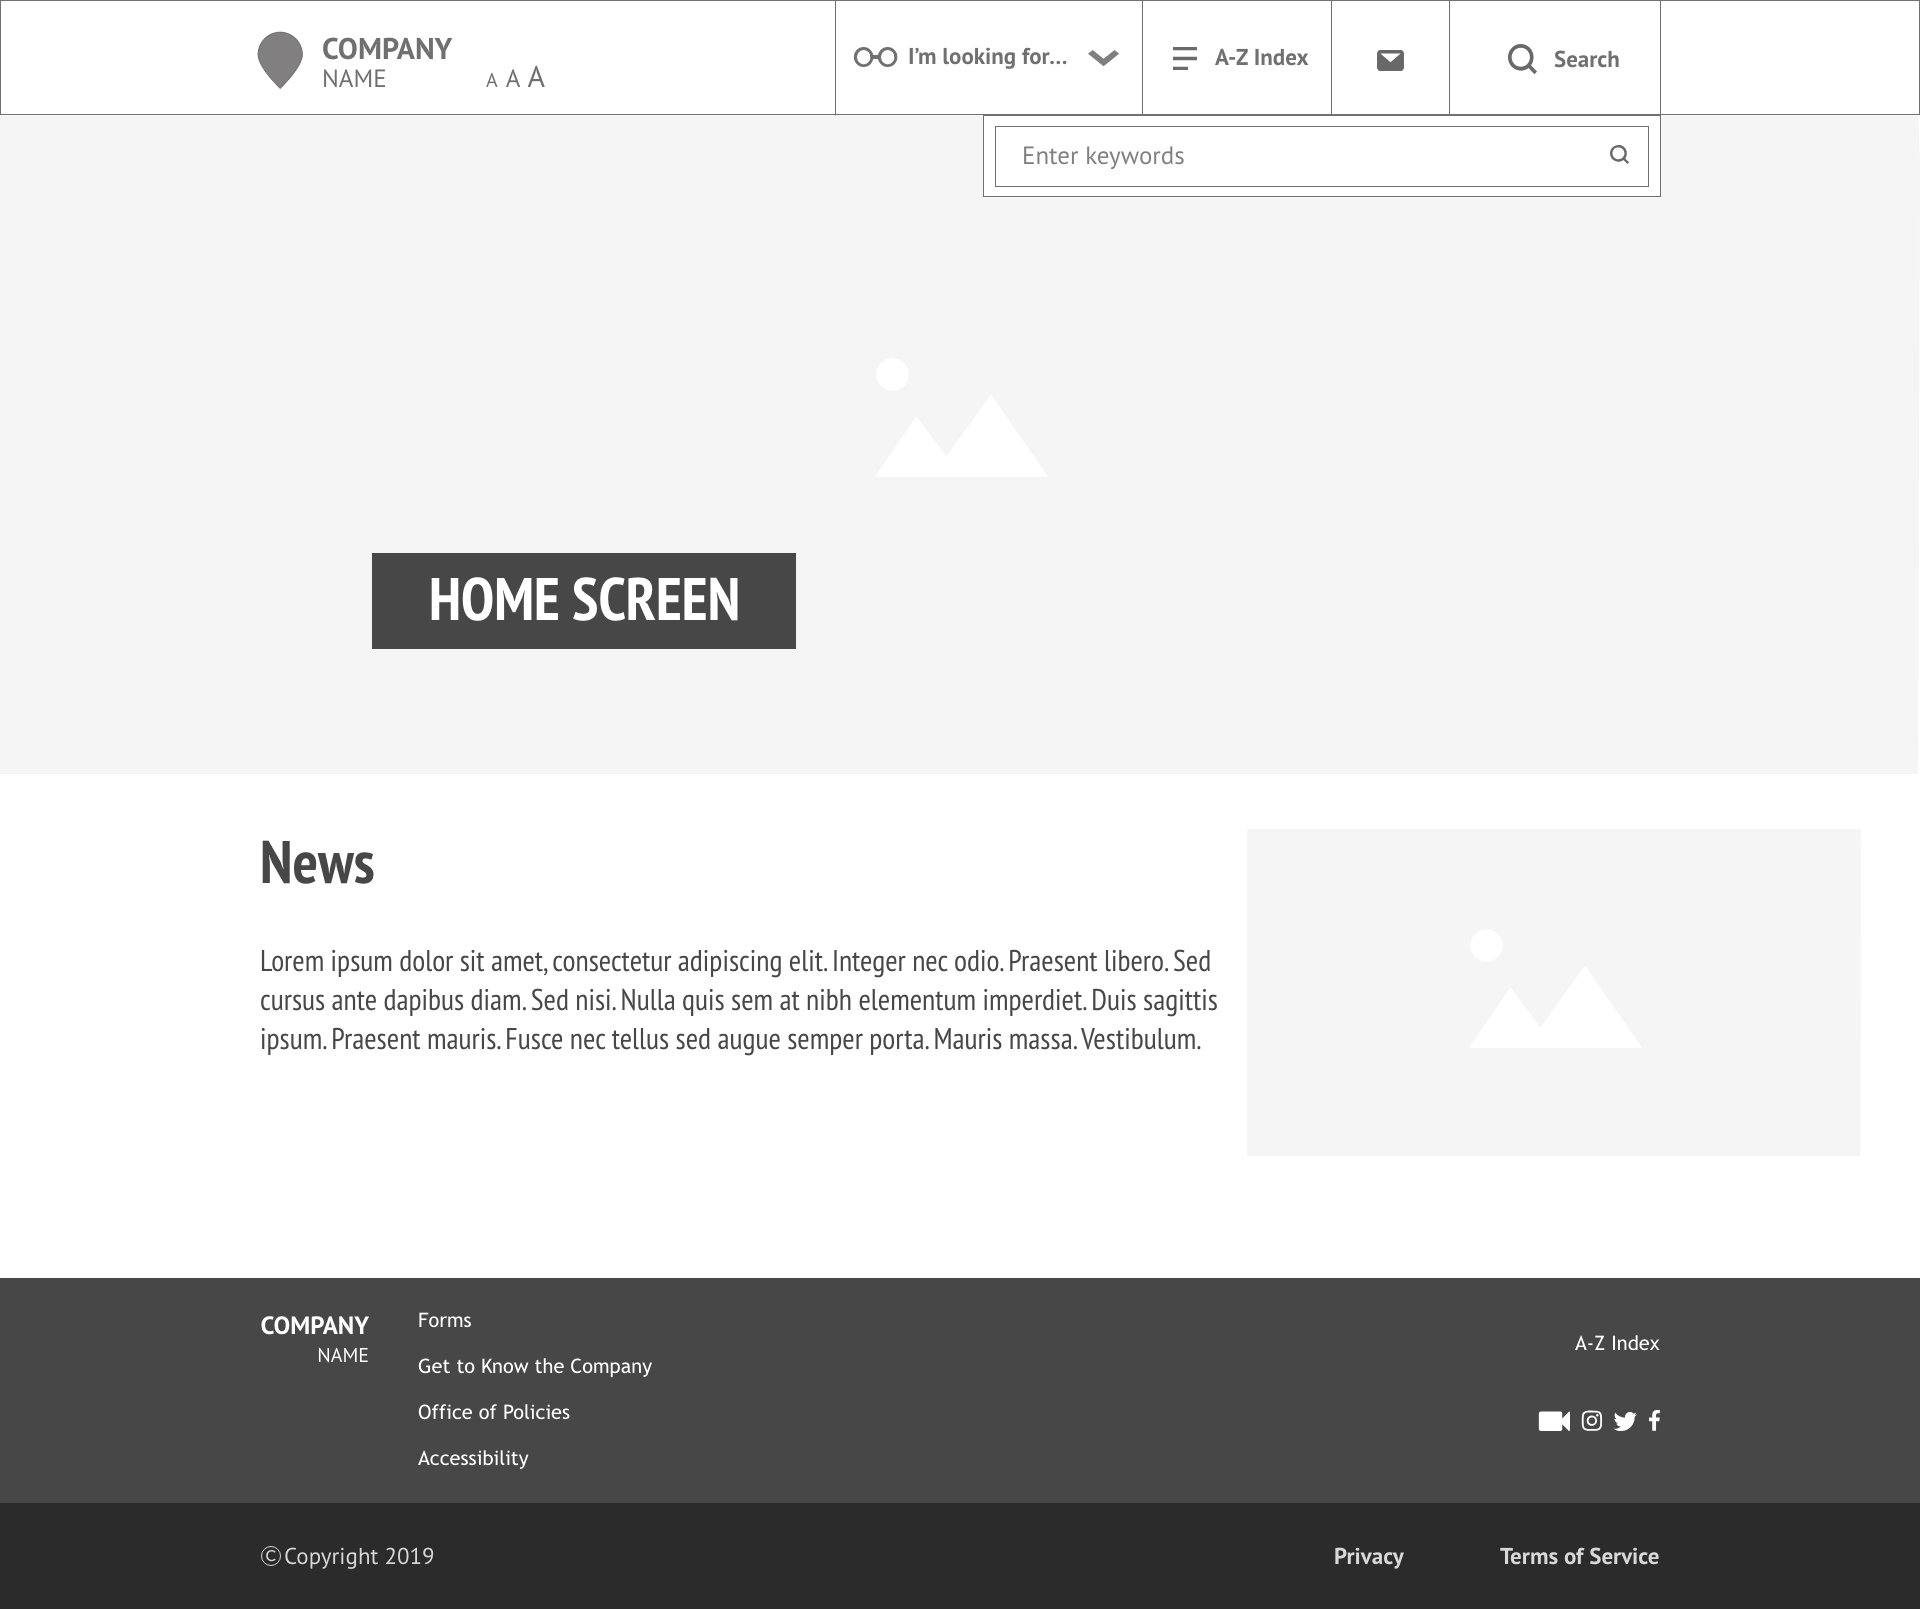 COMPANY
NAME
A A A
I’m looking for...
A-Z Index
Search
Enter keywords
HOME SCREEN
News
Lorem ipsum dolor sit amet, consectetur adipiscing elit. Integer nec odio. Praesent libero. Sed
cursus ante dapibus diam. Sed nisi. Nulla quis sem at nibh elementum imperdiet. Duis sagittis
ipsum. Praesent mauris. Fusce nec tellus sed augue semper porta. Mauris massa. Vestibulum.
COMPANY
NAME
Forms
Get to Know the Company
Office of Policies
Accessibility
A-Z Index
©Copyright 2019
Privacy
Terms of Service